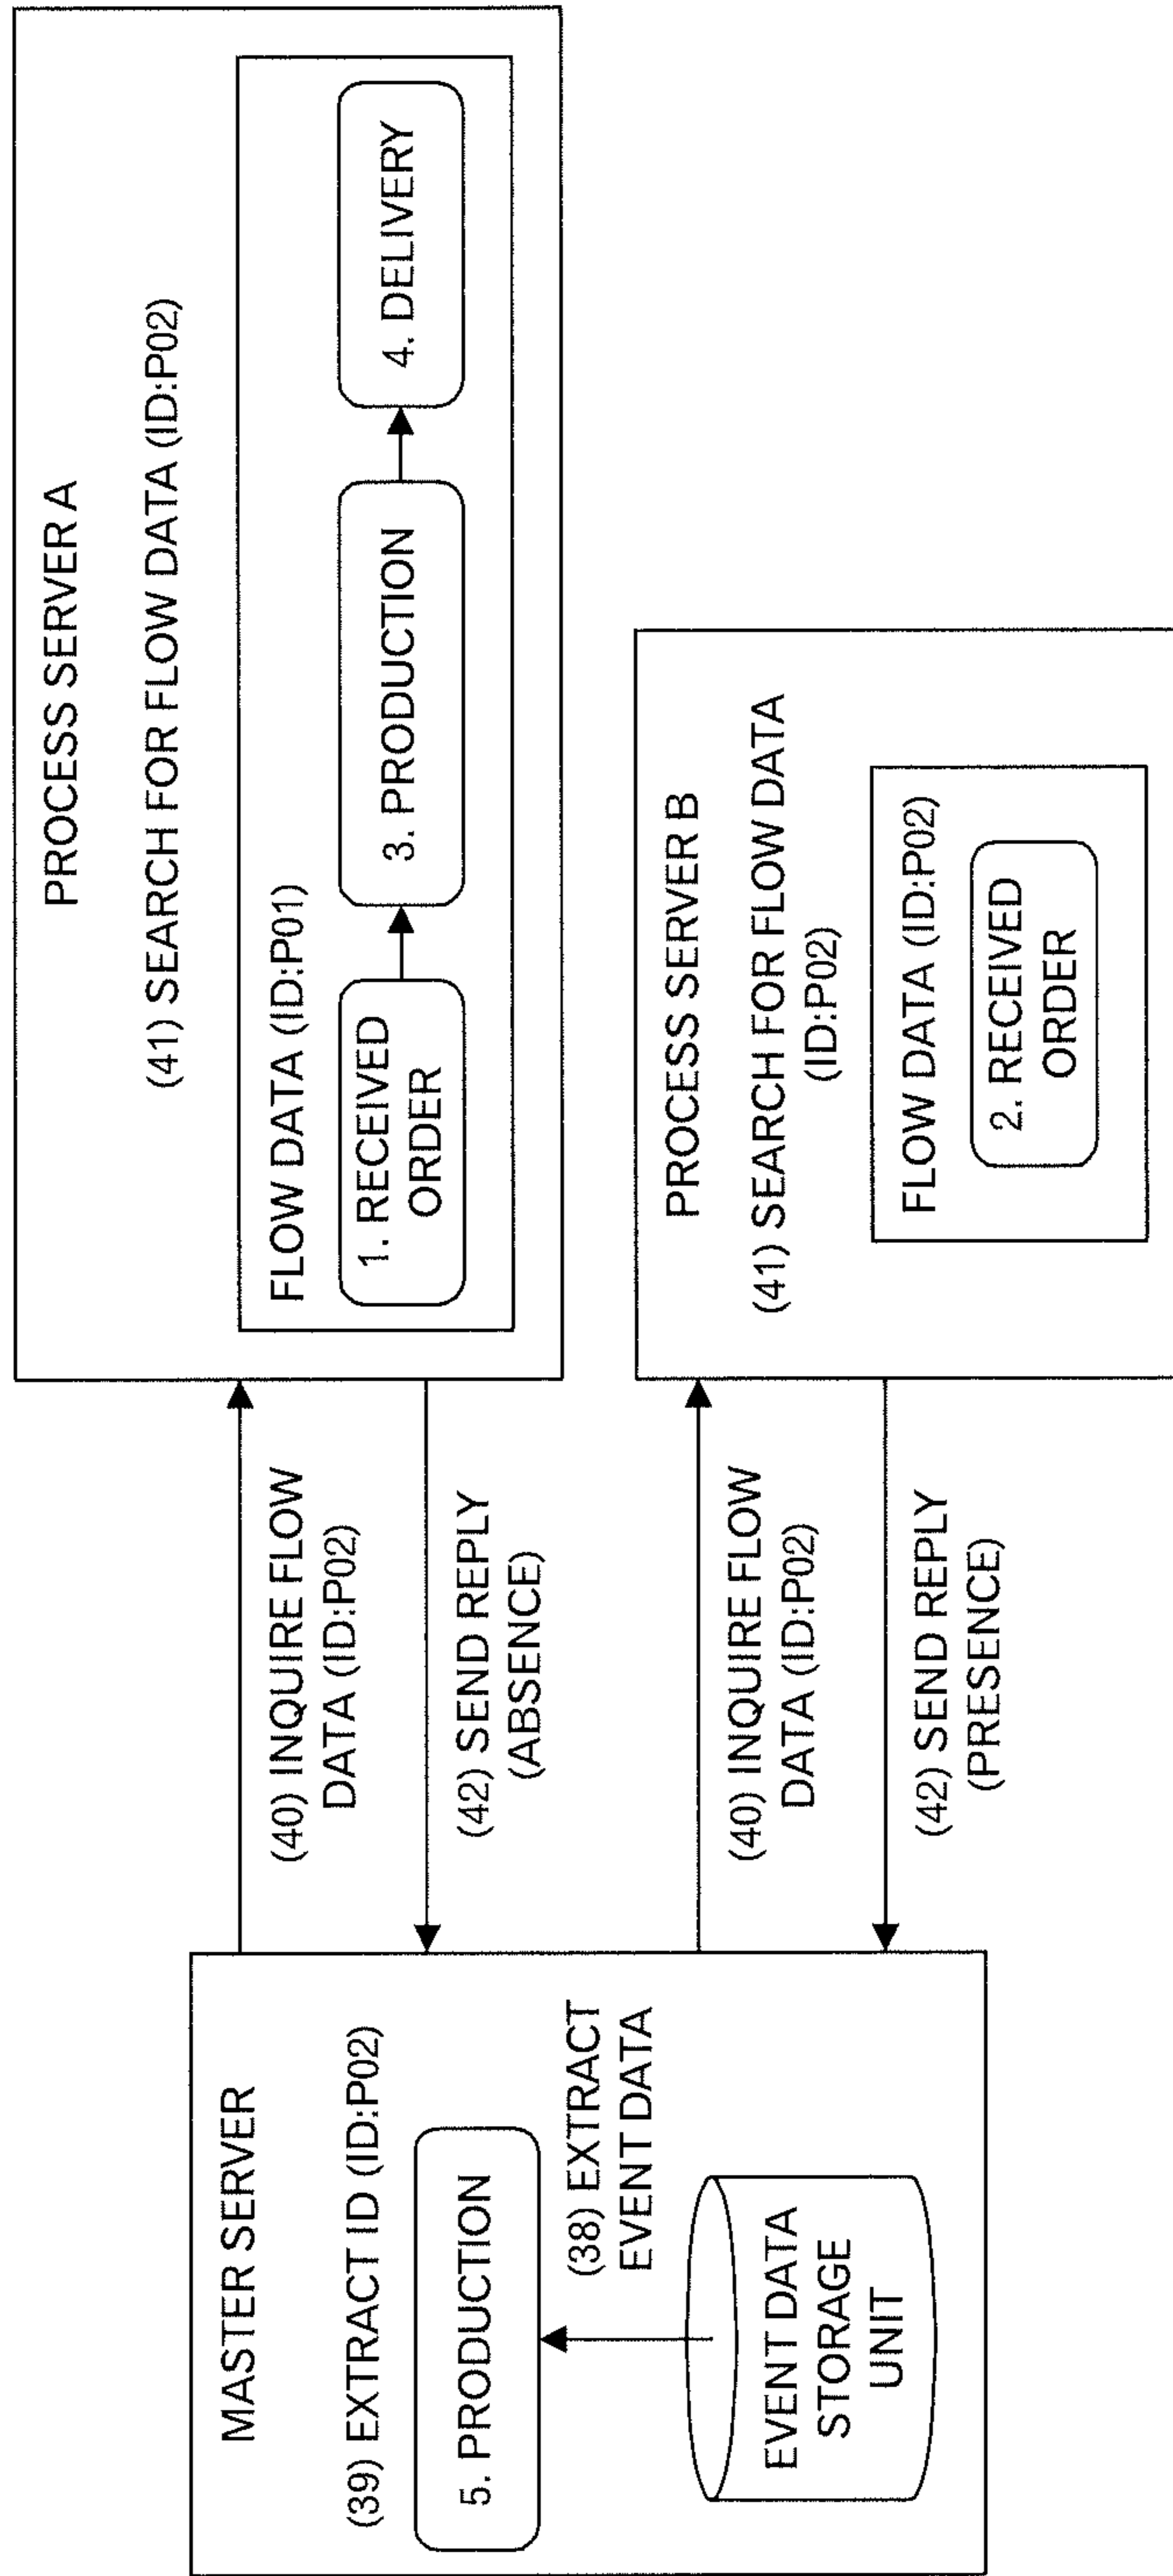 MASTER SERVER
(39) EXTRACT ID (ID:P02)
5. PRODUCTION
(38) EXTRACT
EVENT DATA
EVENT DATA
STORAGE
UNIT
(40) INQUIRE FLOW
DATA (ID:P02)
(42) SEND REPLY
(ABSENCE)
(40) INQUIRE FLOW
DATA (ID:P02)
(42) SEND REPLY
(PRESENCE)
PROCESS SERVER A
(41) SEARCH FOR FLOW DATA (ID:P02)
FLOW DATA (ID:P01)
1. RECEIVED
ORDER
3. PRODUCTION
4. DELIVERY
PROCESS SERVER B
(41) SEARCH FOR FLOW DATA
(ID:P02)
FLOW DATA (ID:P02)
2. RECEIVED
ORDER